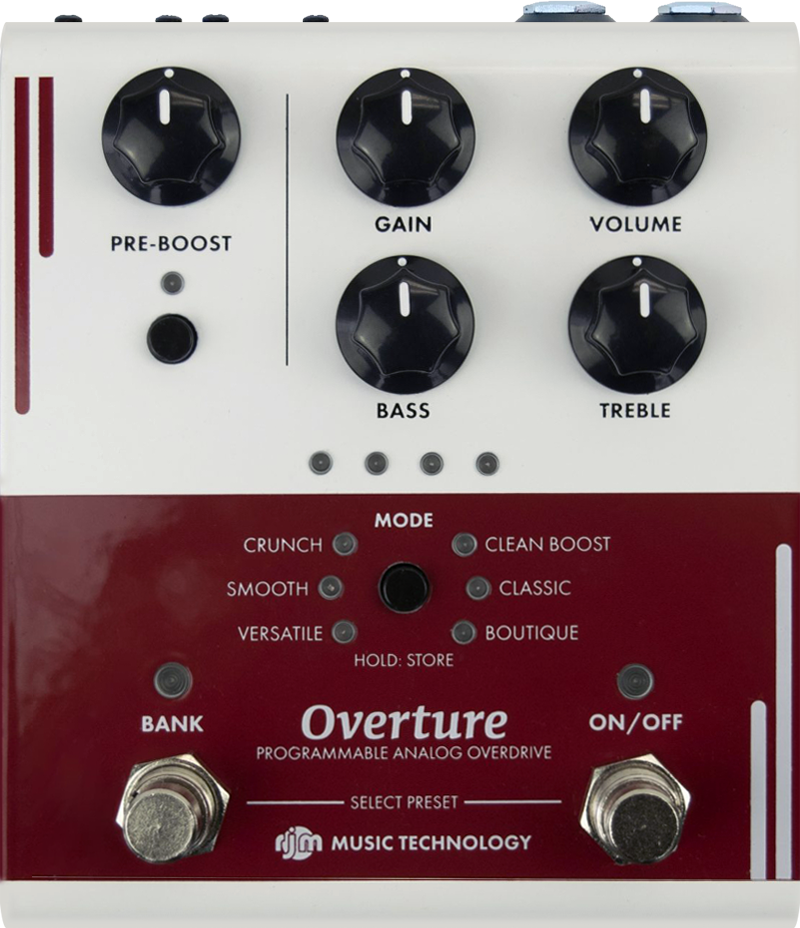 PRE-BOOST
GAIN
VOLUME
BASS
TREBLE
MODE
CRUNCH
CLEAN BOOST
SMOOTH
CLASSIC
VERSATILE
BOUTIQUE
HOLD: STORE
BANK
Overture
ON/OFF
PROGRAMMABLE ANALOG OVERDRIVE
SELECT PRESET
rjm MUSIC TECHNOLOGY